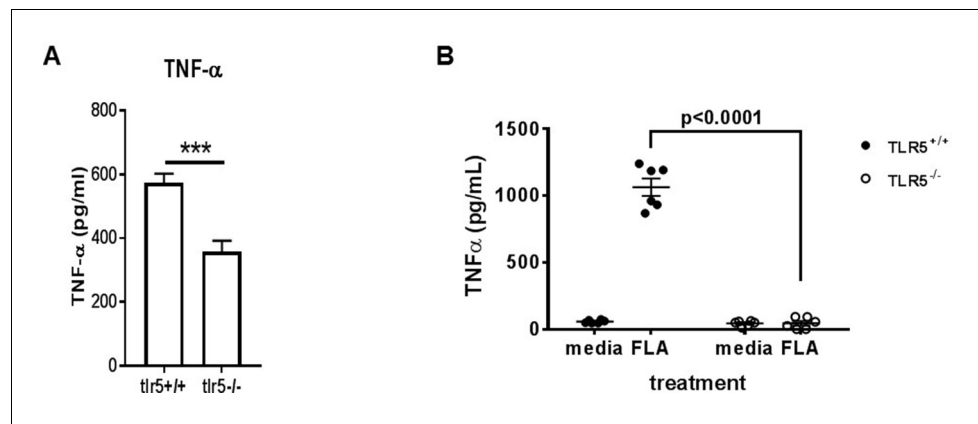 A
TNF-α
TNF-α (pg/ml)
800
600
400
200
0
***
tlr5+/+ tlr5-/-
B
p<0.0001
TNFα (pg/mL)
1500
1000
500
0
media FLA media FLA
treatment
TLR5+/+
TLR5-/-